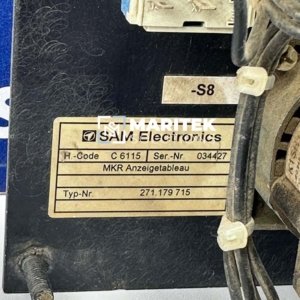 -S8
MARITEK
SAM Electronics
H.-Code C 6115 Ser.-Nr. 034427
MKR Anzeigetableau
Typ-Nr. 271.179 715